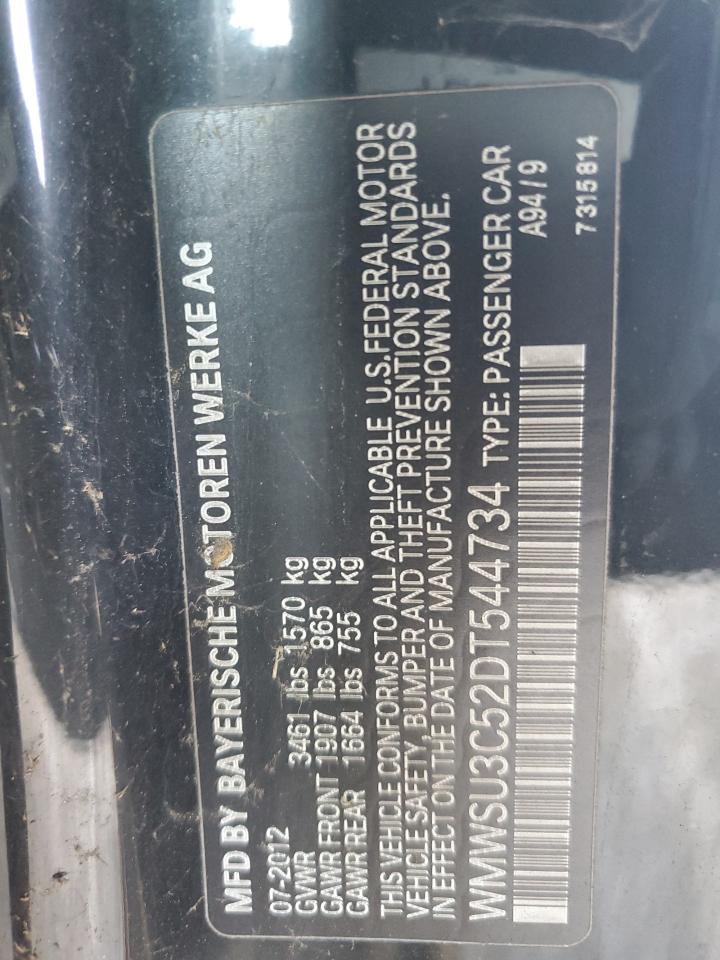 MFD BY BAYERISCHE MOTOREN WERKE AG
07-2012
GVWR 3461 lbs 1570 kg
GAWR FRONT 1907 lbs 865 kg
GAWR REAR 1664 lbs 755 kg
THIS VEHICLE CONFORMS TO ALL APPLICABLE U.S. FEDERAL MOTOR
VEHICLE SAFETY, BUMPER AND THEFT PREVENTION STANDARDS
IN EFFECT ON THE DATE OF MANUFACTURE SHOWN ABOVE.
WMWSU3C52DT544734 TYPE: PASSENGER CAR
A94/9
7315814